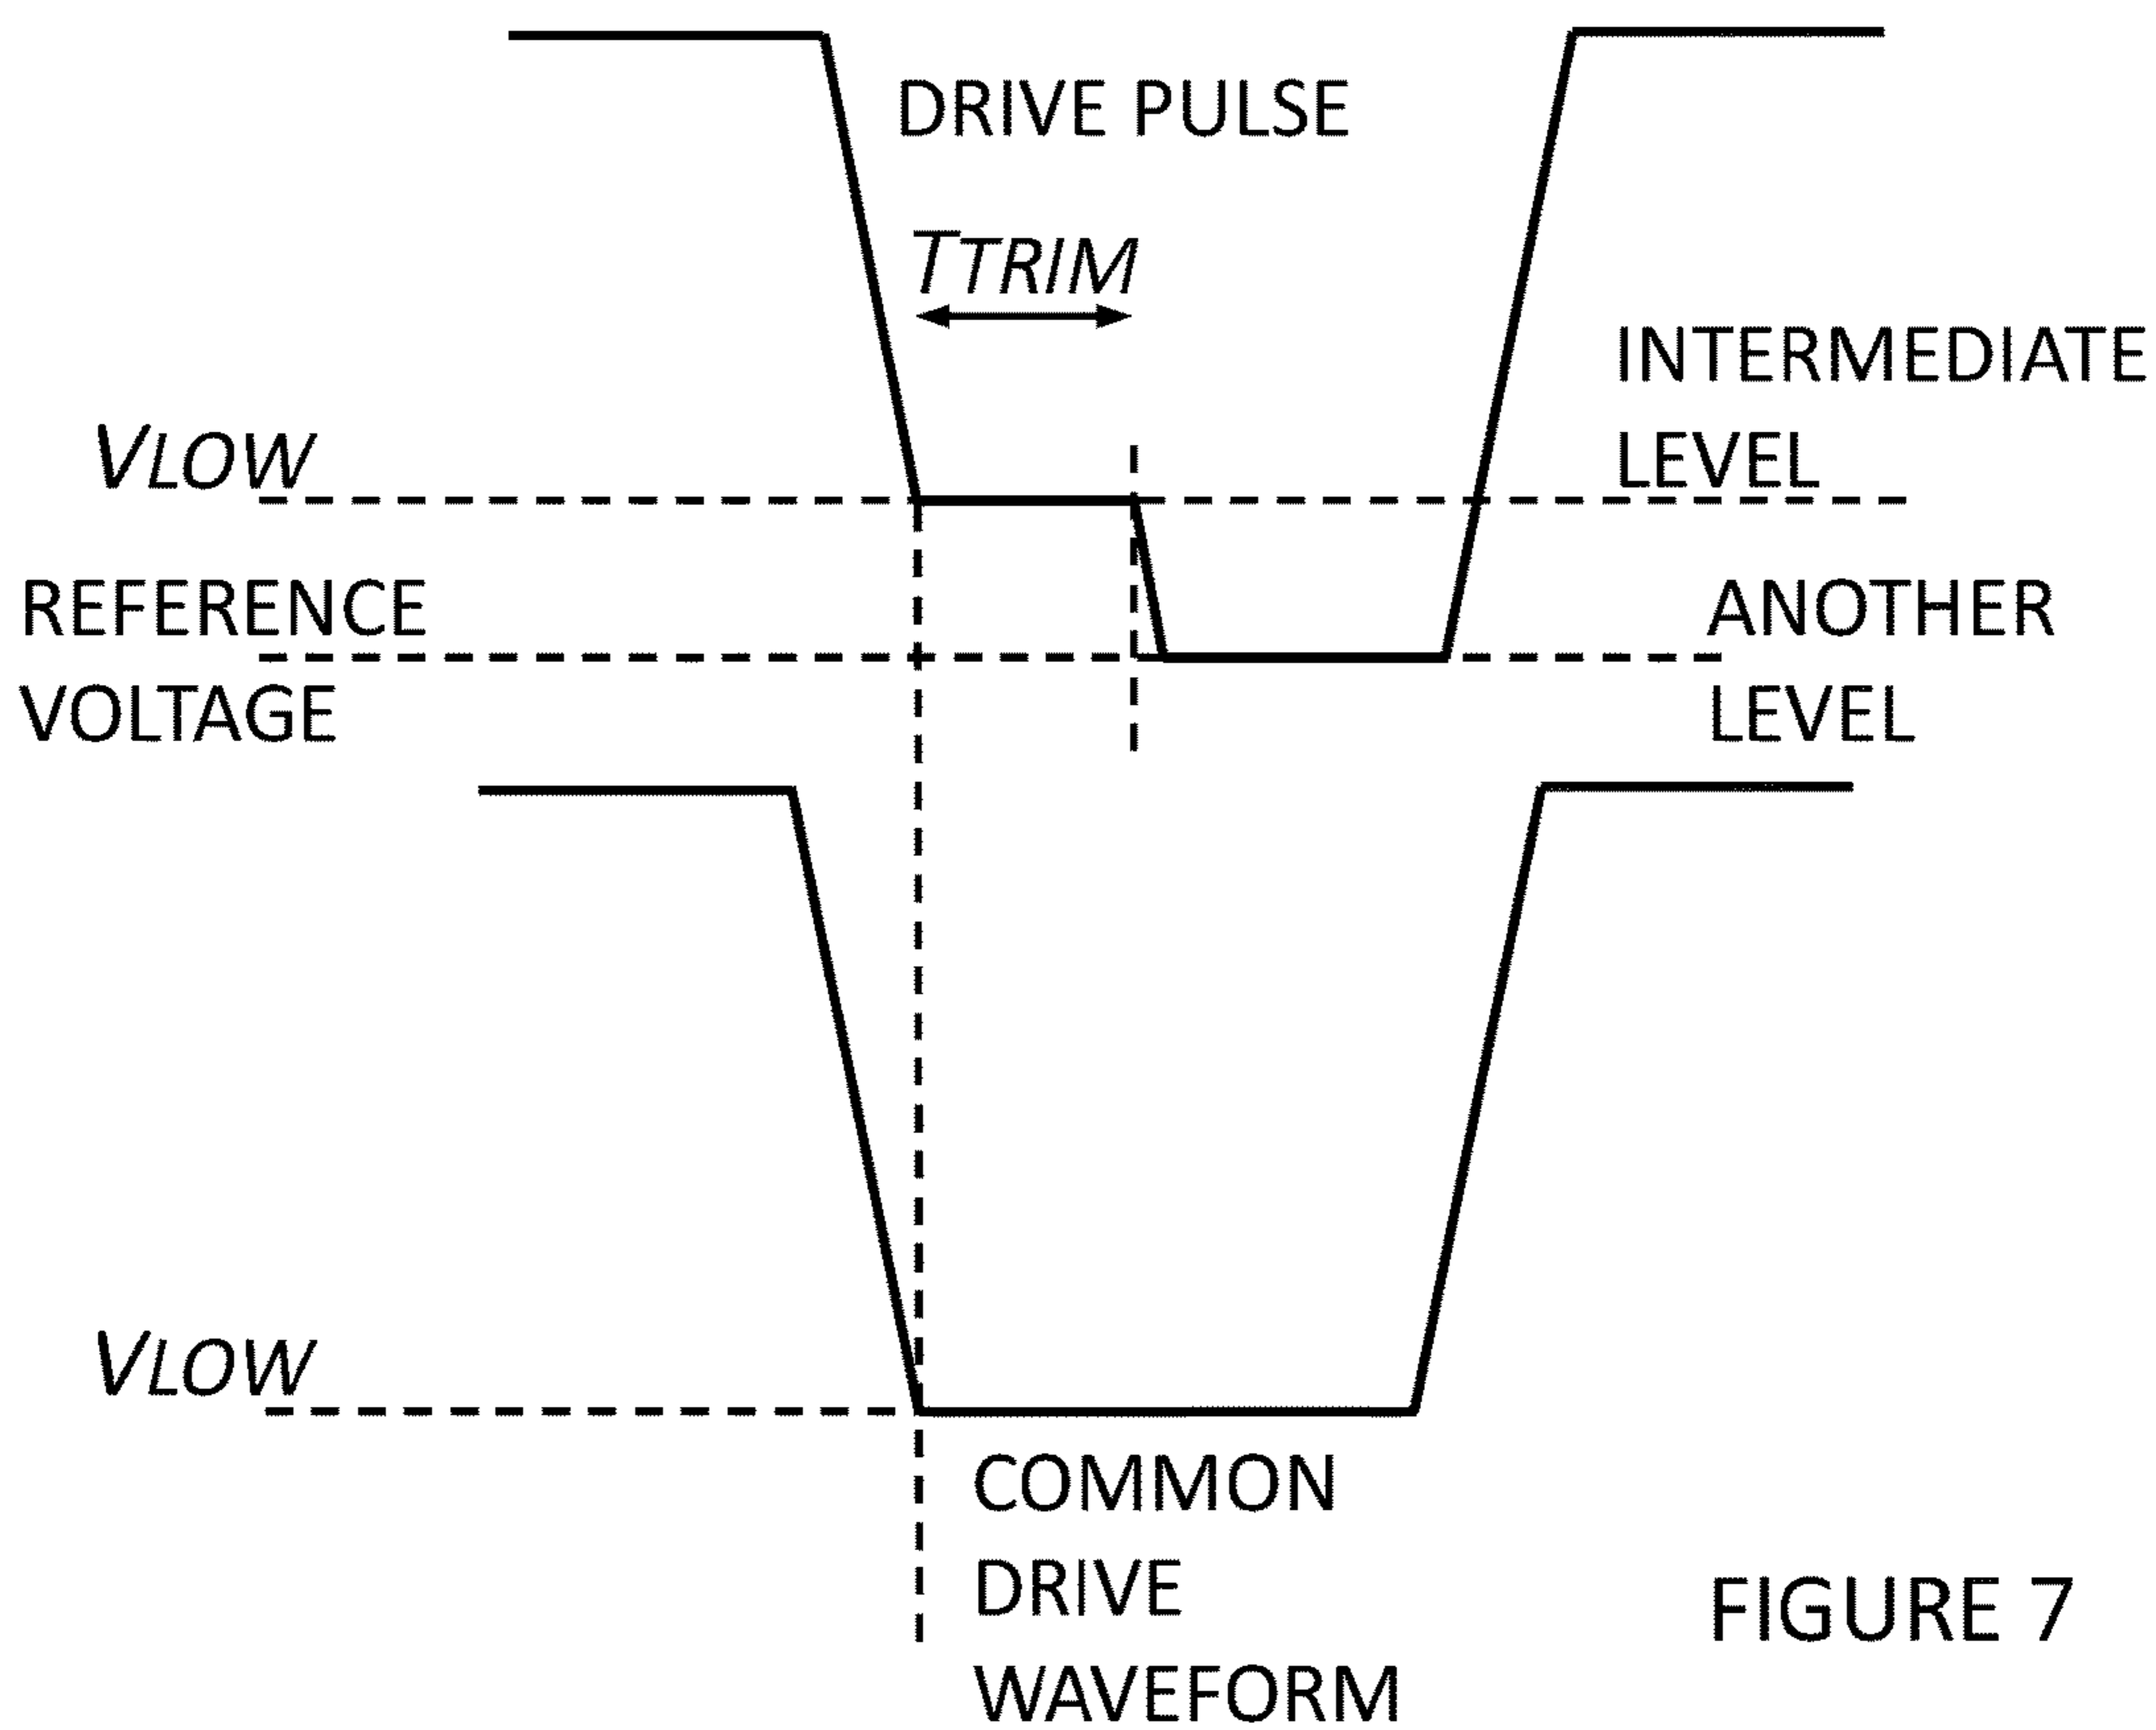 DRIVE PULSE
TTRIM
INTERMEDIATE
LEVEL
VLOW
REFERENCE
VOLTAGE
ANOTHER
LEVEL
VLOW
COMMON
DRIVE
WAVEFORM
FIGURE 7